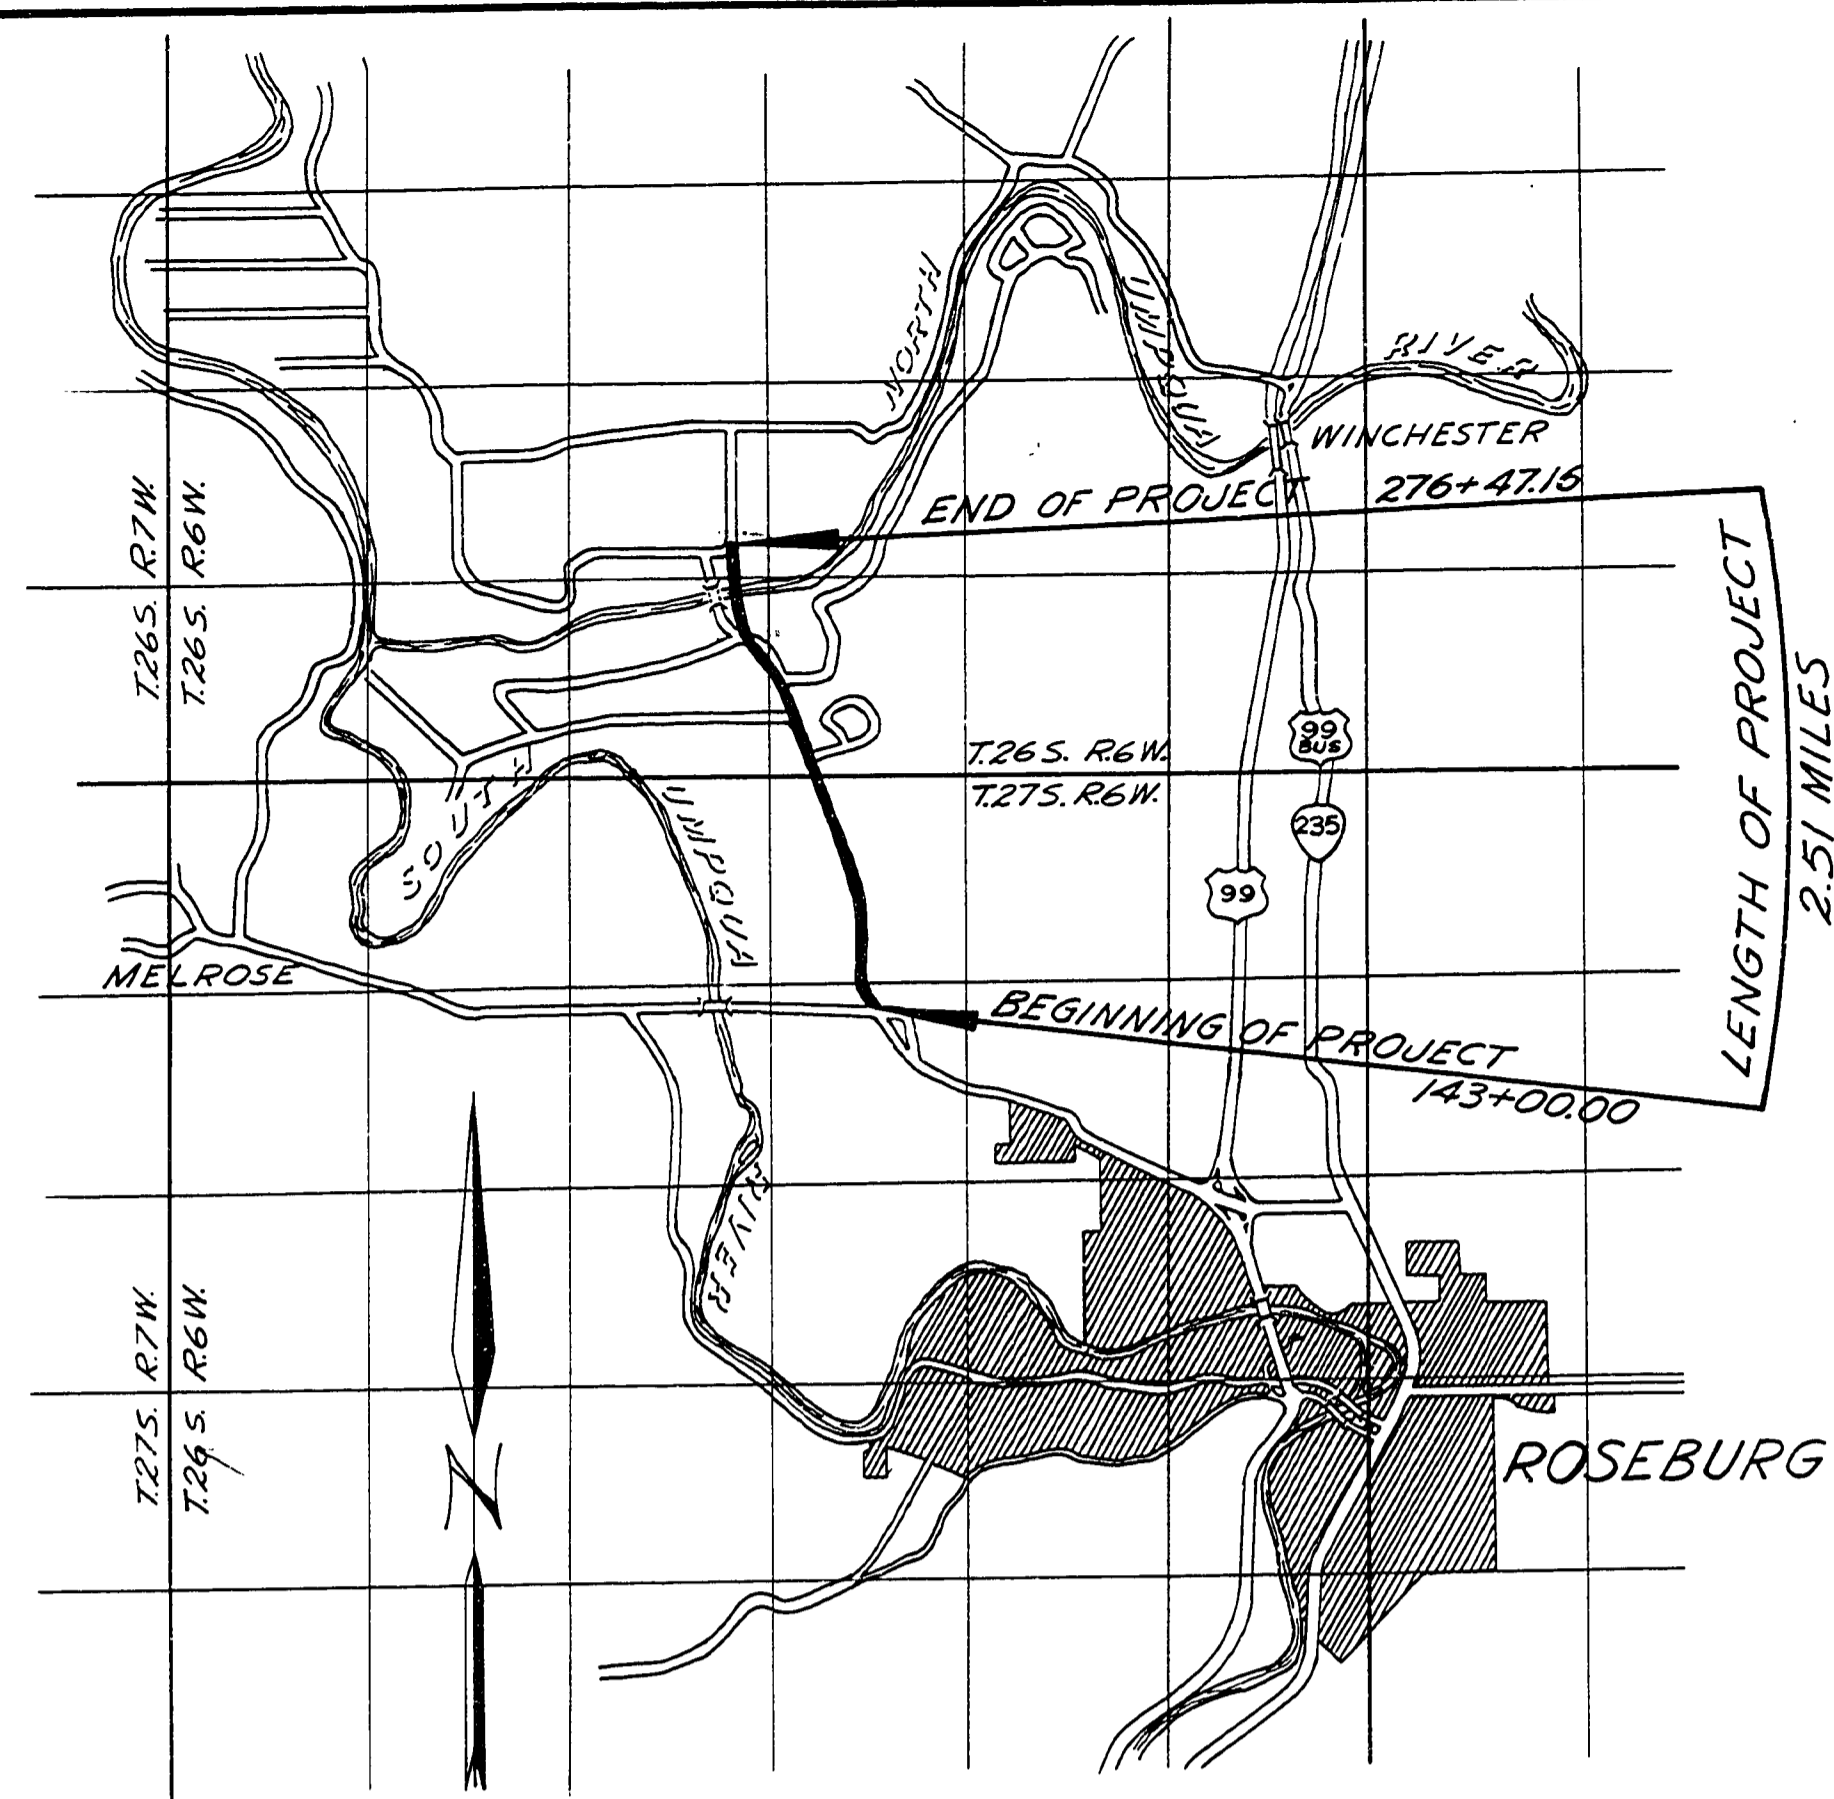 NORTH
UMPQUA
RIVER
WINCHESTER
END OF PROJECT 276+47.15
T.26S. R.7W.
T.26S. R.6W.
LENGTH OF PROJECT
2.51 MILES
99
BUS
T.26S. R.6W.
T.27S. R.6W.
235
99
SOUTH
UMPQUA
RIVER
MELROSE
BEGINNING OF PROJECT
143+00.00
T.27S. R.7W.
T.26S. R.6W.
N
ROSEBURG